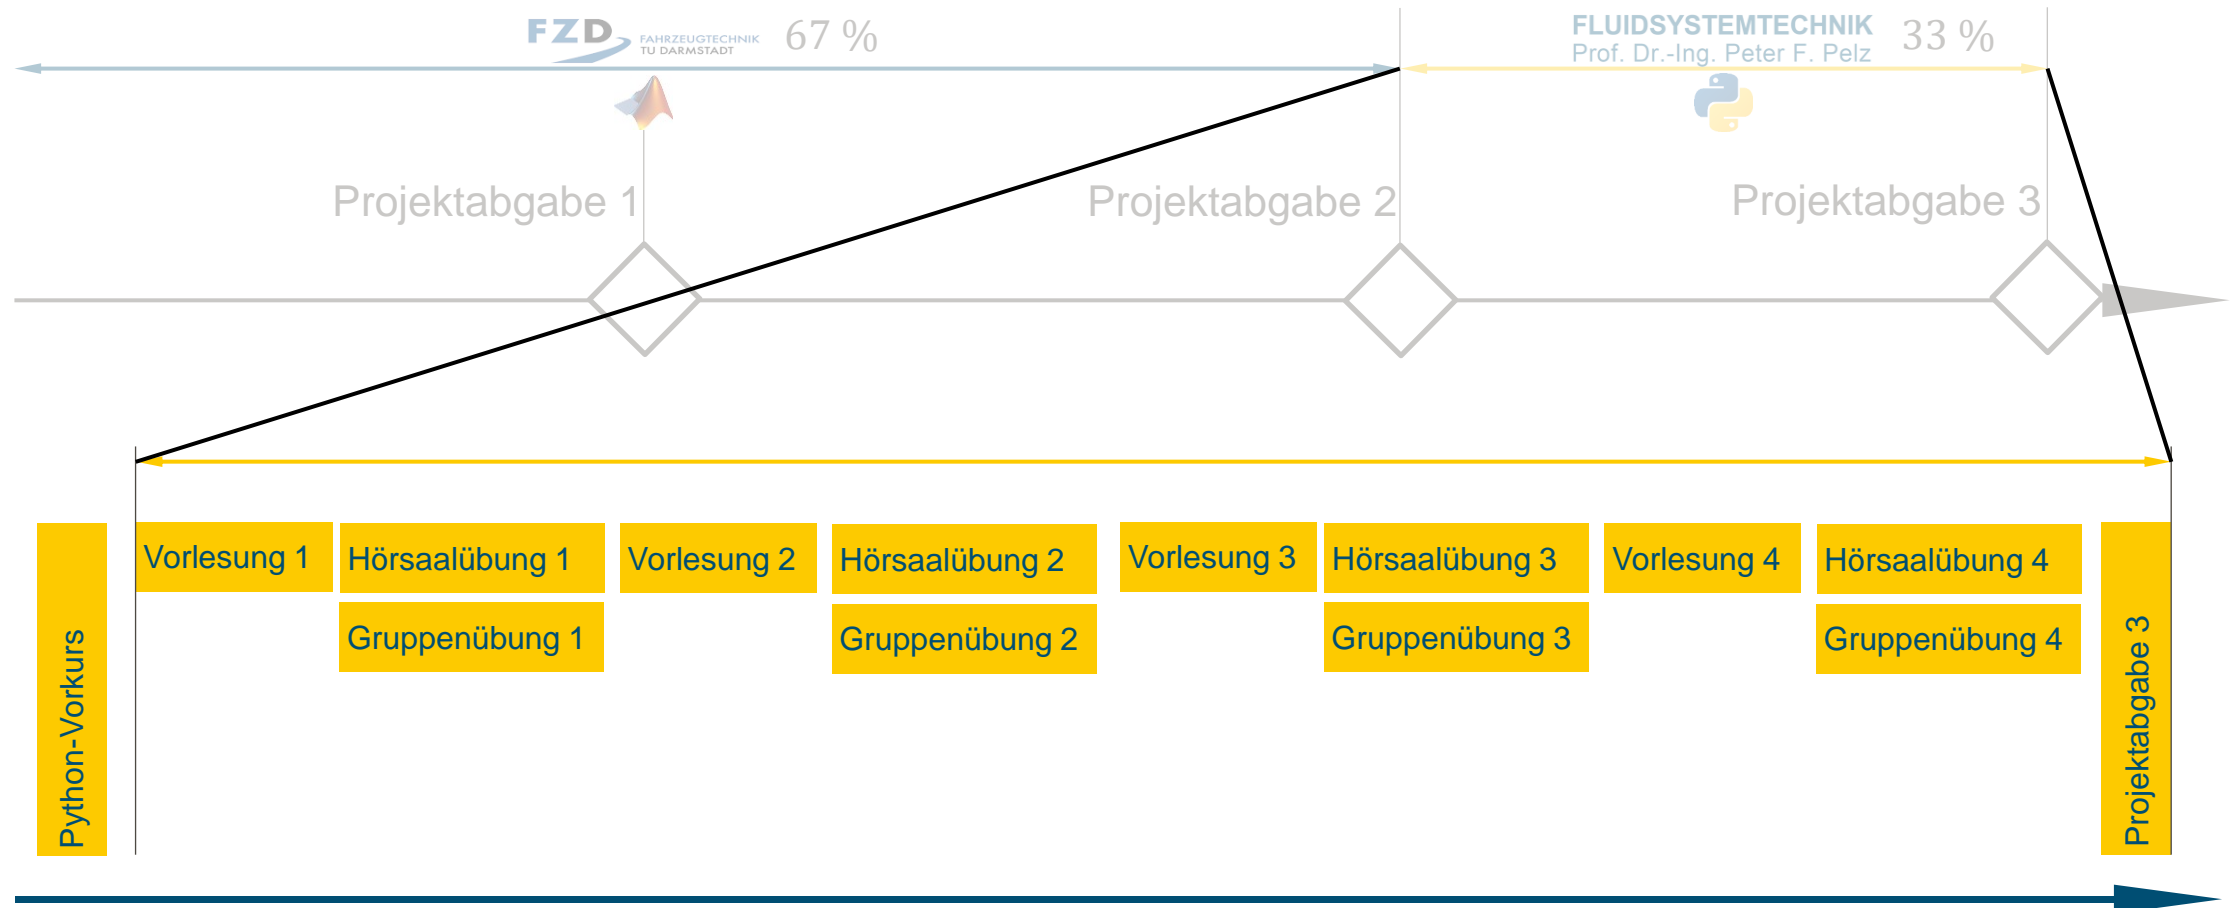 FZD FAHRZEUGTECHNIK
TU DARMSTADT
67 %
FLUIDSYSTEMTECHNIK
Prof. Dr.-Ing. Peter F. Pelz
33 %
Projektabgabe 1
Projektabgabe 2
Projektabgabe 3
Python-Vorkurs
Vorlesung 1
Hörsaalübung 1
Gruppenübung 1
Vorlesung 2
Hörsaalübung 2
Gruppenübung 2
Vorlesung 3
Hörsaalübung 3
Gruppenübung 3
Vorlesung 4
Hörsaalübung 4
Gruppenübung 4
Projektabgabe 3